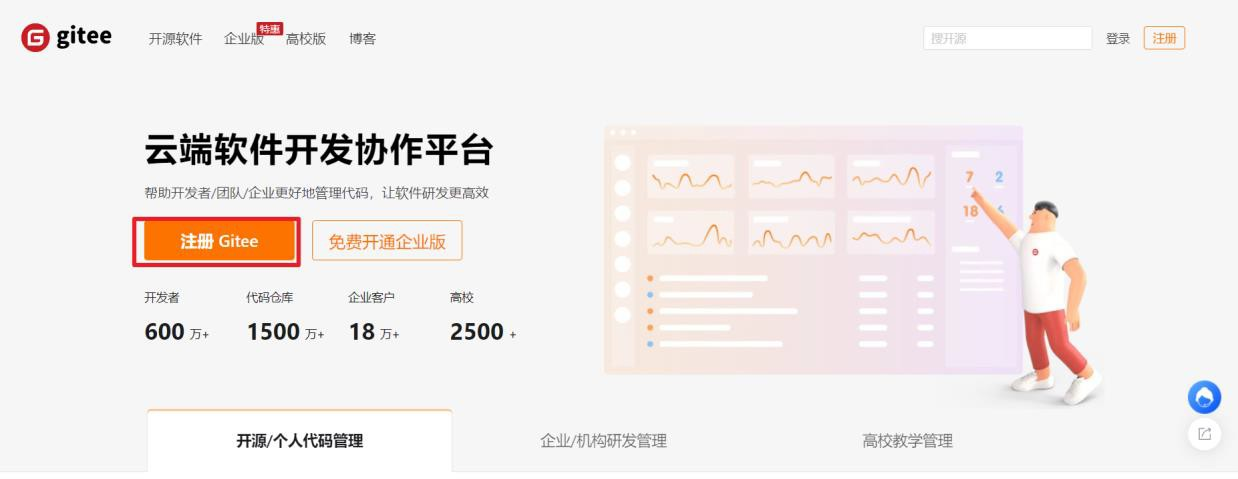 gitee 开源软件 企业版 特惠 高校版 博客 搜开源 登录 注册
云端软件开发协作平台
帮助开发者/团队/企业更好地管理代码，让软件研发更高效
注册 Gitee 免费开通企业版
开发者 代码仓库 企业客户 高校
600 万+ 1500 万+ 18 万+ 2500 +
7 2
18 6
开源/个人代码管理 企业/机构研发管理 高校教学管理